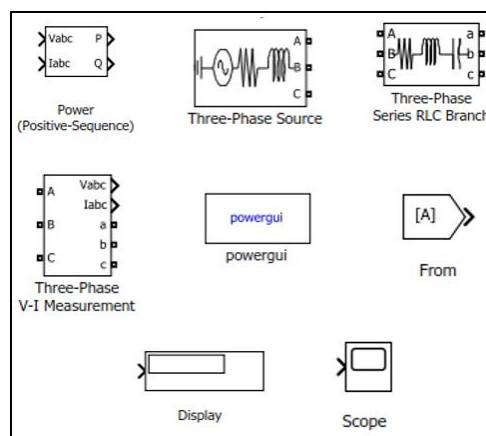 Vabc P
Iabc Q
Power
(Positive-Sequence)
A
B
C
Three-Phase Source
A a
B b
C c
Three-Phase
Series RLC Branch
A Vabc
Iabc
B a
b
C c
Three-Phase
V-I Measurement
powergui
powergui
[A]
From
Display
Scope